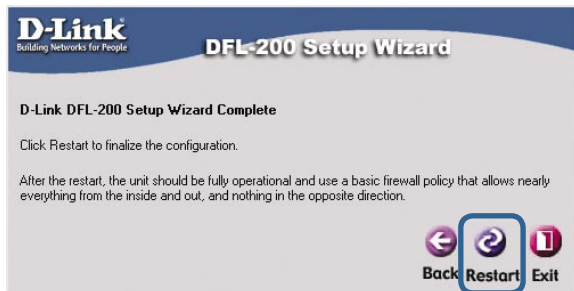 D-Link
Building Networks for People
DFL-200 Setup Wizard
D-Link DFL-200 Setup Wizard Complete
Click Restart to finalize the configuration.
After the restart, the unit should be fully operational and use a basic firewall policy that allows nearly
everything from the inside and out, and nothing in the opposite direction.
Back Restart Exit